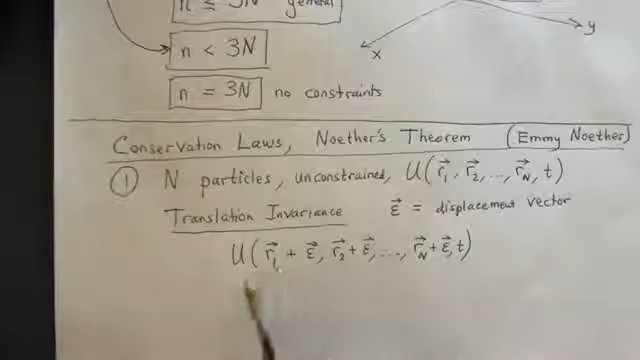 n ≤ 3N general
n < 3N
y
x
n = 3N no constraints
Conservation Laws, Noether's Theorem (Emmy Noether)
① N particles, unconstrained, U(r⃗₁, r⃗₂, ..., r⃗_N, t)
Translation Invariance ε⃗ = displacement vector
U(r⃗₁ + ε⃗, r⃗₂ + ε⃗, ..., r⃗_N + ε⃗, t)